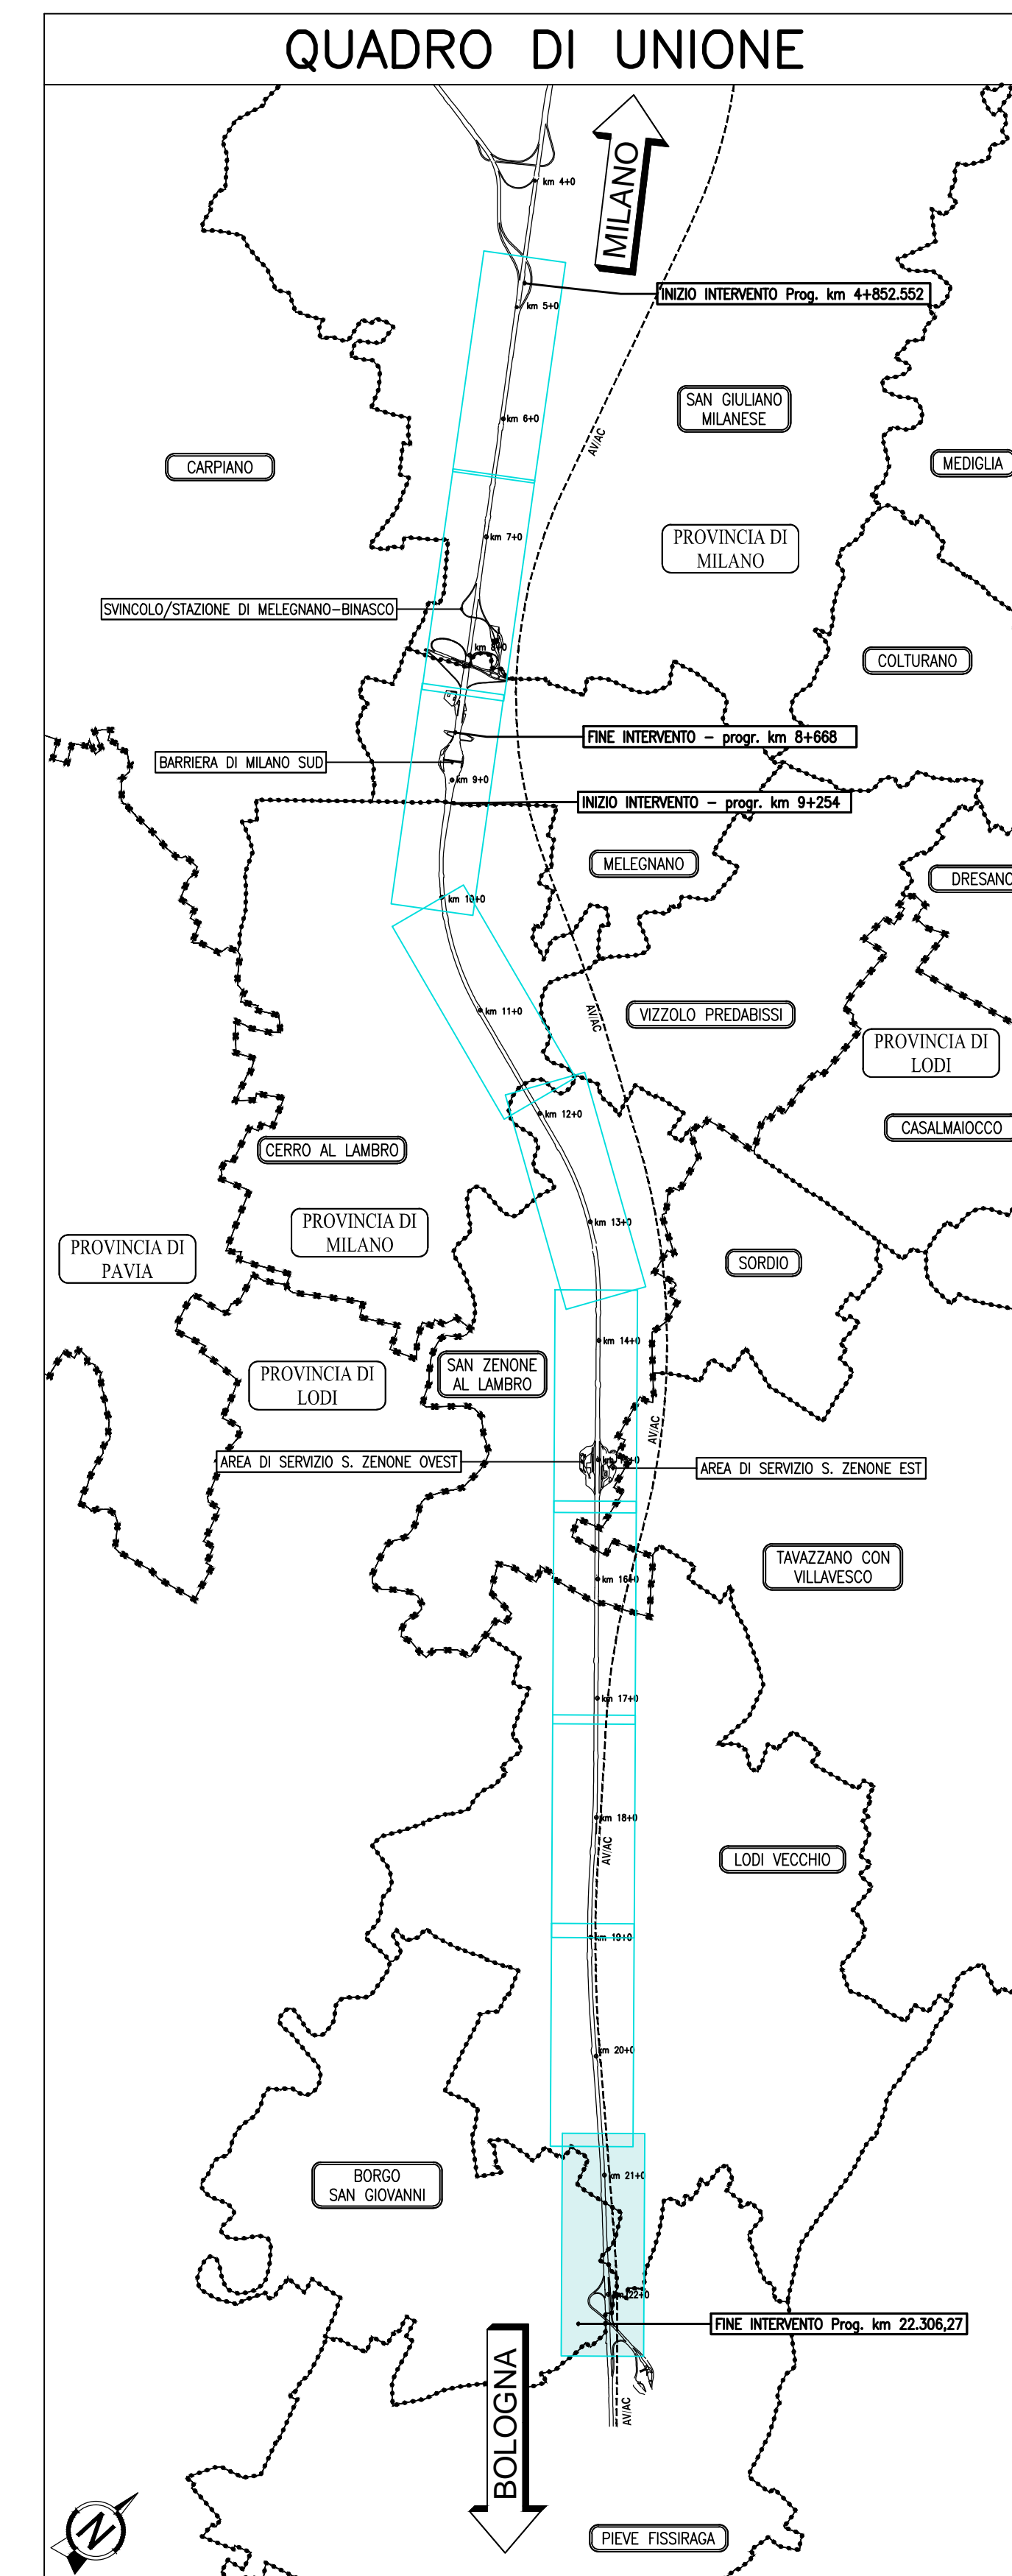 QUADRO DI UNIONE
MILANO
km 4+0
INIZIO INTERVENTO Prog. km 4+852.552
km 5+0
SAN GIULIANO
MILANESE
km 6+0
AV/AC
CARPIANO
MEDIGLIA
km 7+0
PROVINCIA DI
MILANO
SVINCOLO/STAZIONE DI MELEGNANO-BINASCO
km 8+0
COLTURANO
FINE INTERVENTO - progr. km 8+668
BARRIERA DI MILANO SUD
km 9+0
INIZIO INTERVENTO - progr. km 9+254
MELEGNANO
DRESANO
km 10+0
km 11+0
AV/AC
VIZZOLO PREDABISSI
PROVINCIA DI
LODI
km 12+0
CASALMAIOCCO
CERRO AL LAMBRO
PROVINCIA DI
MILANO
km 13+0
PROVINCIA DI
PAVIA
SORDIO
km 14+0
SAN ZENONE
AL LAMBRO
PROVINCIA DI
LODI
AV/AC
AREA DI SERVIZIO S. ZENONE OVEST
AREA DI SERVIZIO S. ZENONE EST
TAVAZZANO CON
VILLAVESCO
km 16+0
km 17+0
km 18+0
AV/AC
LODI VECCHIO
km 19+0
km 20+0
km 21+0
BORGO
SAN GIOVANNI
km 22+0
FINE INTERVENTO Prog. km 22.306,27
BOLOGNA
AV/AC
N
PIEVE FISSIRAGA